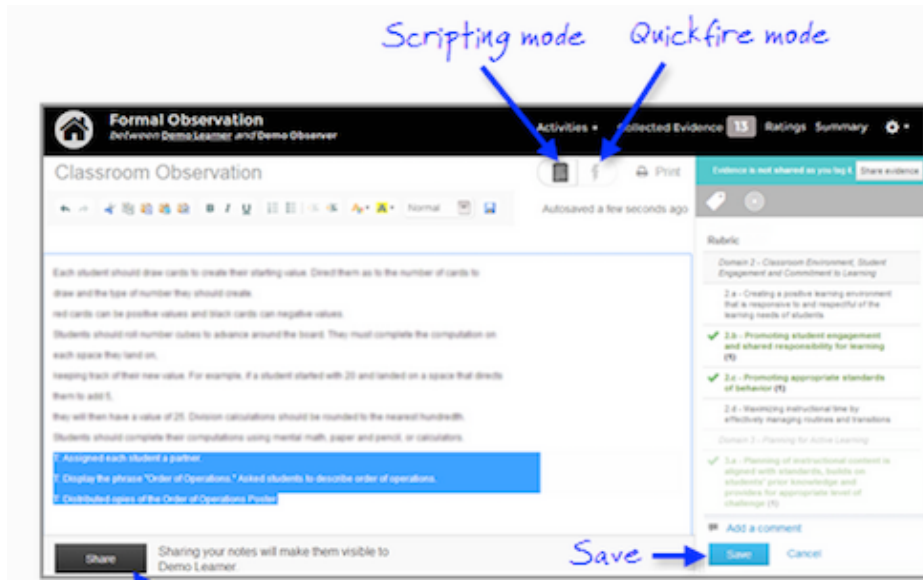 Scripting mode Quickfire mode
Formal Observation
between Demo Learner and Demo Observer
Activities Collected Evidence 13 Ratings Summary
Classroom Observation
Print
Evidence is not shared as you tag it. Share evidence
B I U
Normal
Autosaved a few seconds ago
Rubric
Domain 2 - Classroom Environment, Student
Engagement and Commitment to Learning
2.a - Creating a positive learning environment
that is responsive to and respectful of the
learning needs of students
2.b - Promoting student engagement
and shared responsibility for learning
(1)
2.c - Promoting appropriate standards
of behavior (1)
2.d - Maximizing instructional time by
effectively managing routines and transitions
Domain 3 - Planning for Active Learning
3.a - Planning of instructional content is
aligned with standards, builds on
students' prior knowledge and
provides for appropriate level of
challenge (1)
Each student should draw cards to create their starting value. Direct them as to the number of cards to
draw and the type of number they should create.
red cards can be positive values and black cards can negative values.
Students should roll number cubes to advance around the board. They must complete the computation on
each space they land on,
keeping track of their new value. For example, if a student started with 20 and landed on a space that directs
them to add 5,
they will then have a value of 25. Division calculations should be rounded to the nearest hundredth.
Students should complete their computations using mental math, paper and pencil, or calculators.
T: Assigned each student a partner.
T: Display the phrase "Order of Operations." Asked students to describe order of operations.
T: Distributed opies of the Order of Operations Poster
Add a comment
Share
Sharing your notes will make them visible to
Demo Learner.
Save
Save Cancel